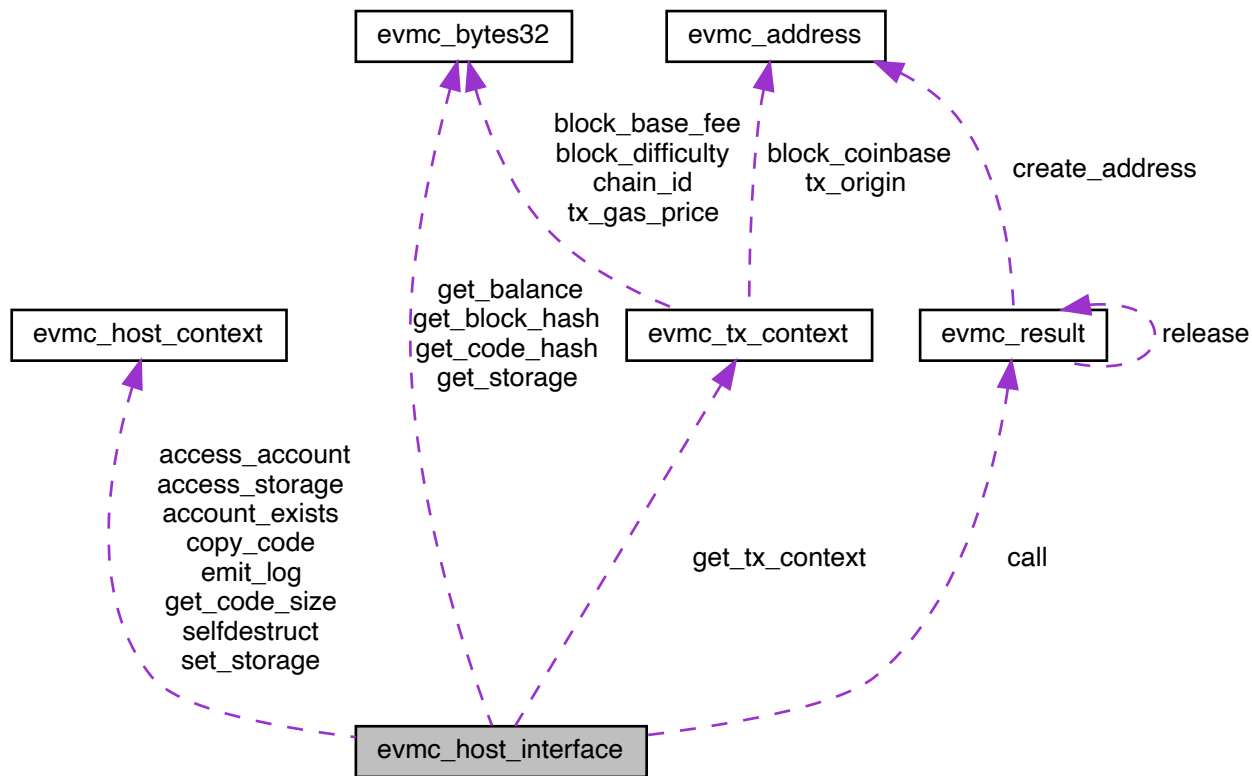 evmc_bytes32
evmc_address
block_base_fee
block_difficulty
chain_id
tx_gas_price
block_coinbase
tx_origin
create_address
get_balance
get_block_hash
get_code_hash
get_storage
evmc_host_context
evmc_tx_context
evmc_result
release
access_account
access_storage
account_exists
copy_code
emit_log
get_code_size
selfdestruct
set_storage
get_tx_context
call
evmc_host_interface